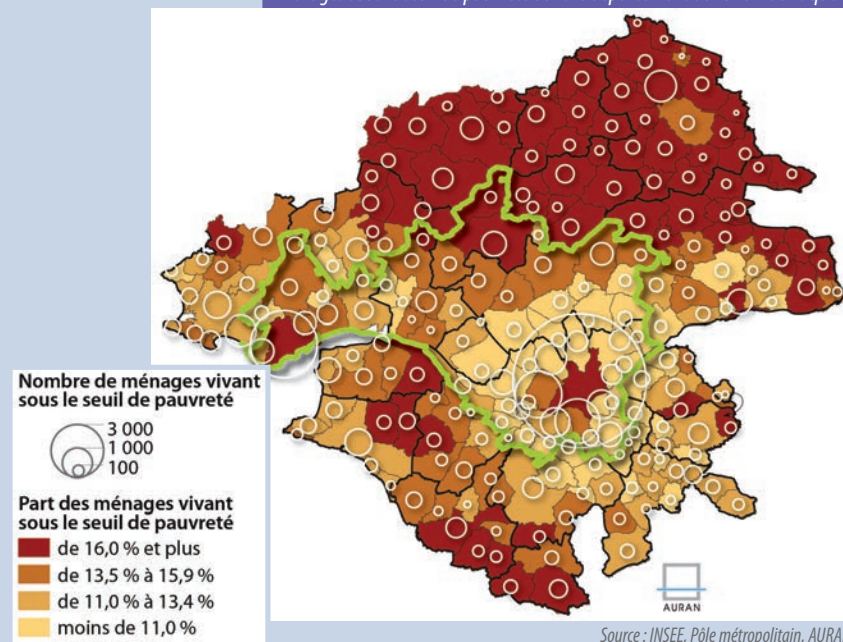 Nombre de ménages vivant
sous le seuil de pauvreté
3 000
1 000
100
Part des ménages vivant
sous le seuil de pauvreté
de 16,0 % et plus
de 13,5 % à 15,9 %
de 11,0 % à 13,4 %
moins de 11,0 %
AURAN
Source : INSEE, Pôle métropolitain, AURA